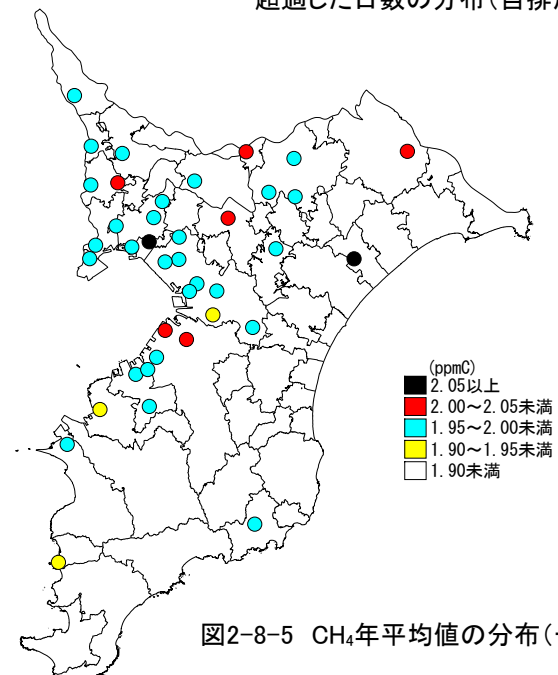 超過した日数の分布(自排
(ppmC)
2.05以上
2.00～2.05未満
1.95～2.00未満
1.90～1.95未満
1.90未満
図2-8-5 CH₄年平均値の分布(